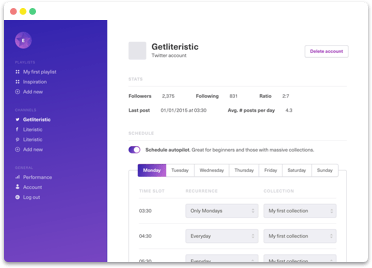 PLAYLISTS
My first playlist
Inspiration
Add new
CHANNELS
Getliteristic
Literistic
Literistic
Add new
GENERAL
Performance
Account
Log out
Getliteristic
Twitter account
Delete account
STATS
Followers 2,375 Following 831 Ratio 2:7
Last post 01/01/2015 at 03:30 Avg. # posts per day 4.3
SCHEDULE
Schedule autopilot. Great for beginners and those with massive collections.
Monday Tuesday Wednesday Thursday Friday Saturday Sunday
TIME SLOT RECURRENCE COLLECTION
03:30 Only Mondays My first collection
04:30 Everyday My first collection
05:30 Everyday My first collection